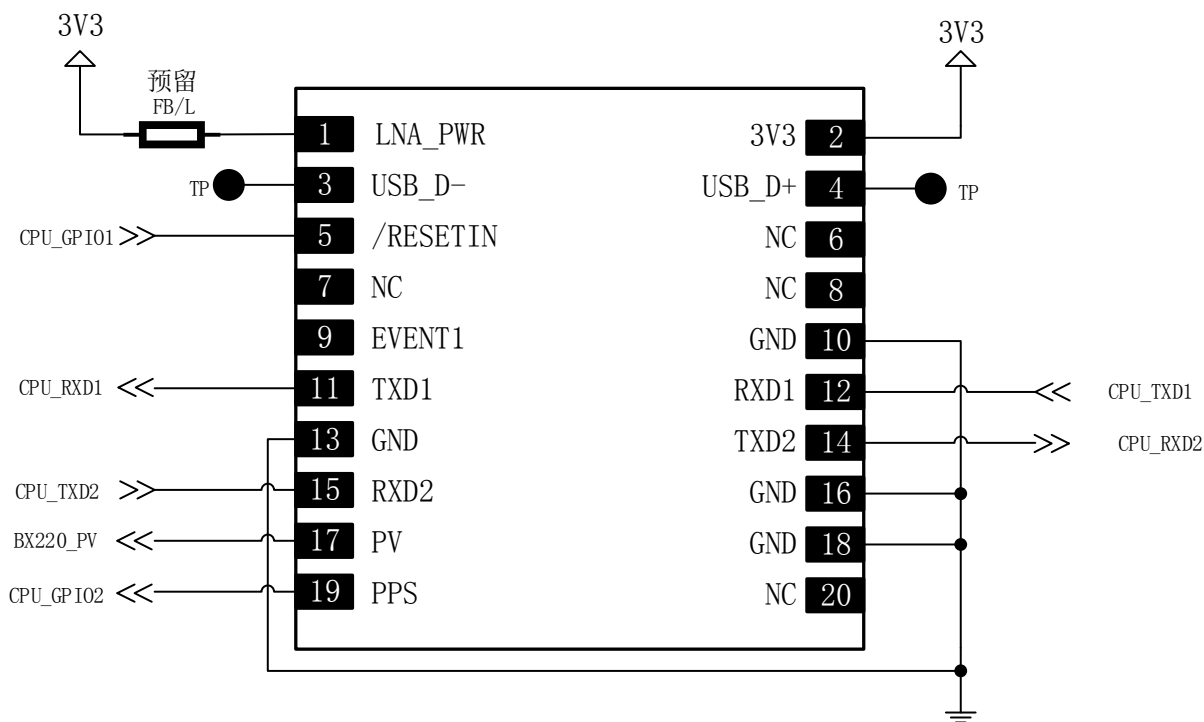 3V3
3V3
预留
FB/L
1 LNA_PWR
3V3 2
TP
3 USB_D-
USB_D+ 4
TP
CPU_GPIO1
5 /RESETIN
NC 6
7 NC
NC 8
9 EVENT1
GND 10
CPU_RXD1
11 TXD1
RXD1 12
CPU_TXD1
13 GND
TXD2 14
CPU_RXD2
CPU_TXD2
15 RXD2
GND 16
BX220_PV
17 PV
GND 18
CPU_GPIO2
19 PPS
NC 20